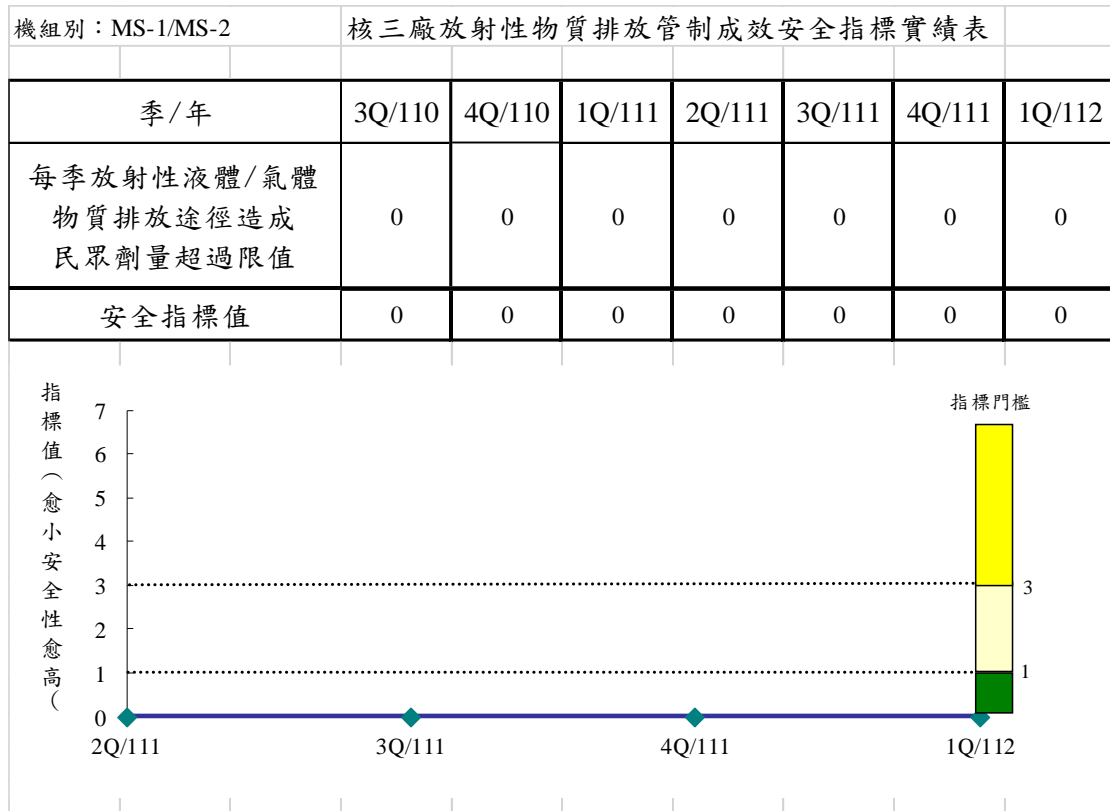 機組別：MS-1/MS-2 核三廠放射性物質排放管制成效安全指標實績表
季/年 3Q/110 4Q/110 1Q/111 2Q/111 3Q/111 4Q/111 1Q/112
每季放射性液體/氣體
物質排放途徑造成
民眾劑量超過限值
0 0 0 0 0 0 0
安全指標值 0 0 0 0 0 0 0
指標值（愈小安全性愈高（
指標門檻
7
6
5
4
3
2
1
0
3
1
2Q/111 3Q/111 4Q/111 1Q/112